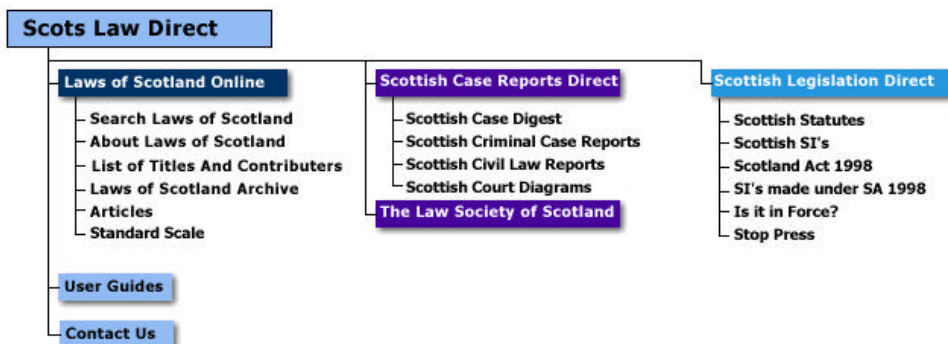 Scots Law Direct
Laws of Scotland Online
Search Laws of Scotland
About Laws of Scotland
List of Titles And Contributers
Laws of Scotland Archive
Articles
Standard Scale
Scottish Case Reports Direct
Scottish Case Digest
Scottish Criminal Case Reports
Scottish Civil Law Reports
Scottish Court Diagrams
The Law Society of Scotland
Scottish Legislation Direct
Scottish Statutes
Scottish SI's
Scotland Act 1998
SI's made under SA 1998
Is it in Force?
Stop Press
User Guides
Contact Us